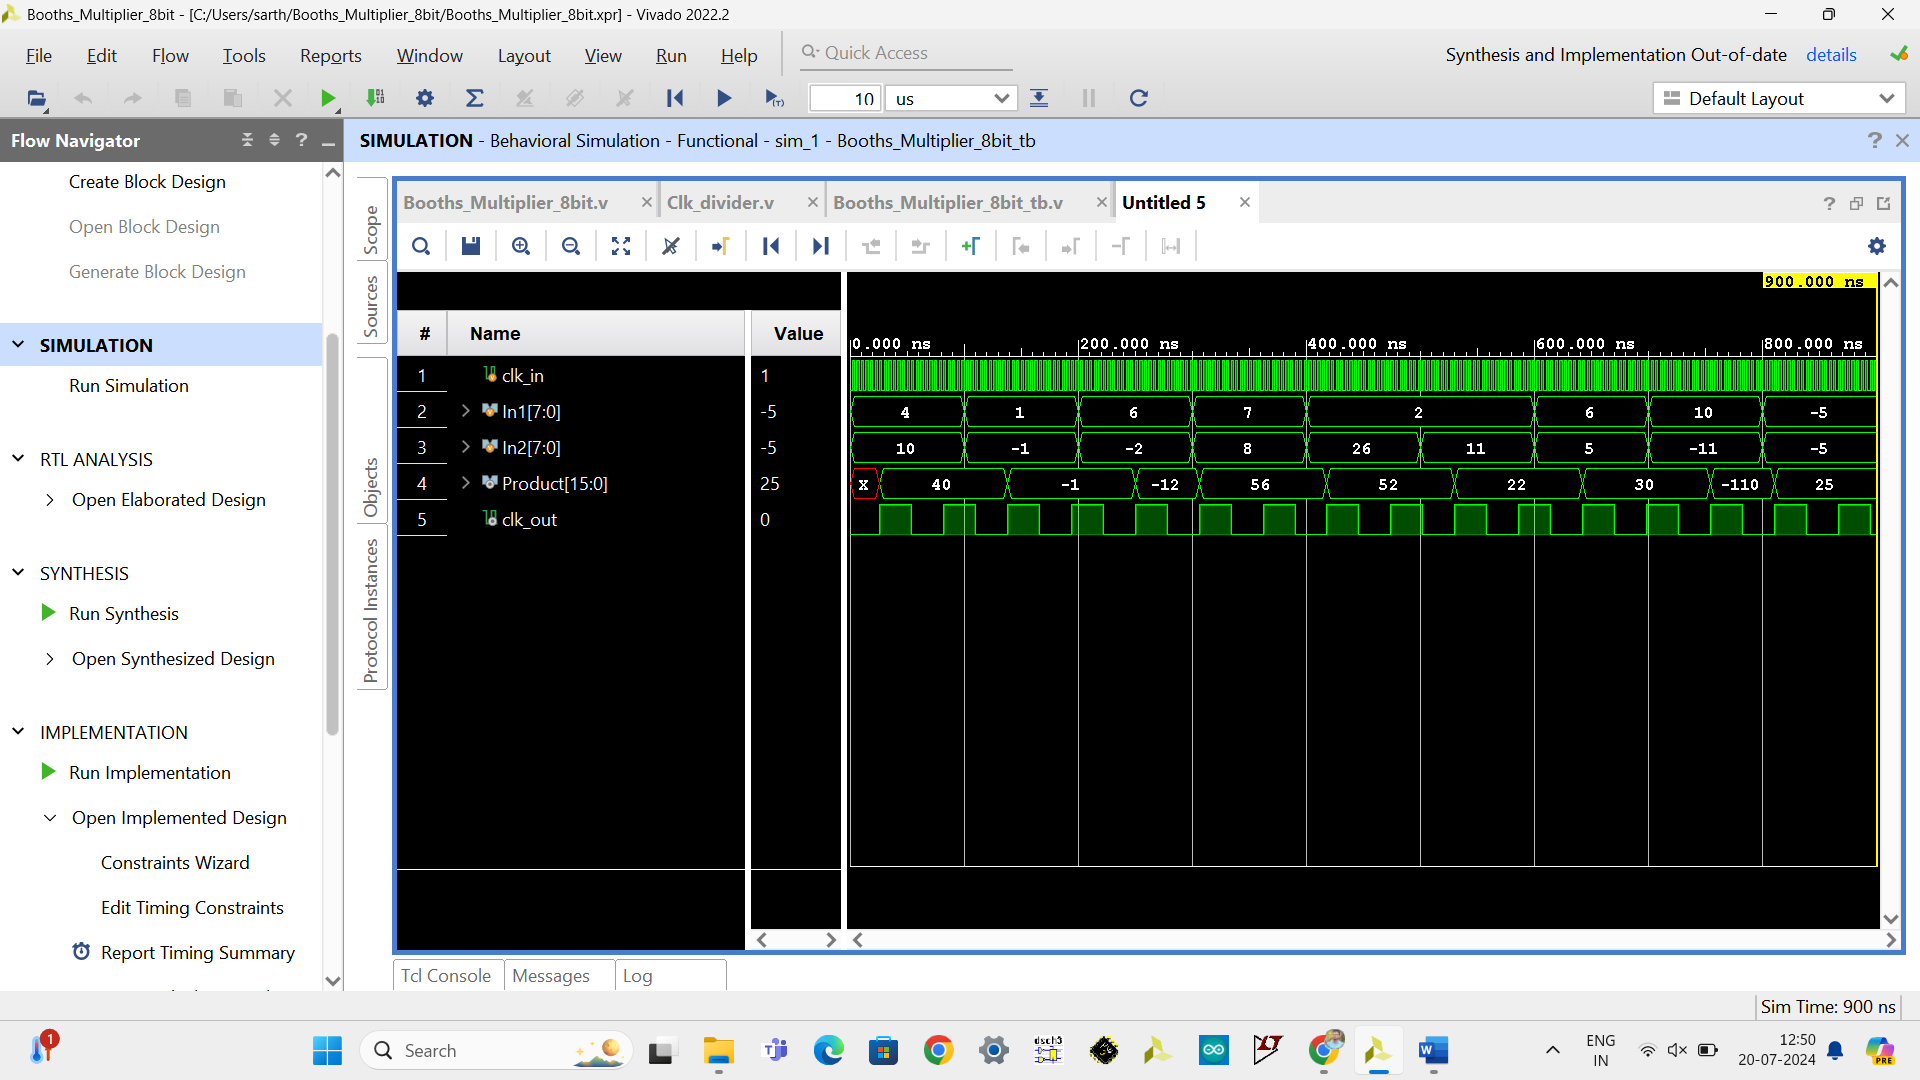 Booths_Multiplier_8bit - [C:/Users/sarth/Booths_Multiplier_8bit/Booths_Multiplier_8bit.xpr] - Vivado 2022.2
File Edit Flow Tools Reports Window Layout View Run Help Quick Access
Synthesis and Implementation Out-of-date details
10 us Default Layout
Flow Navigator
SIMULATION - Behavioral Simulation - Functional - sim_1 - Booths_Multiplier_8bit_tb
Create Block Design
Open Block Design
Generate Block Design
SIMULATION
Run Simulation
RTL ANALYSIS
Open Elaborated Design
SYNTHESIS
Run Synthesis
Open Synthesized Design
IMPLEMENTATION
Run Implementation
Open Implemented Design
Constraints Wizard
Edit Timing Constraints
Report Timing Summary
Scope
Sources
Objects
Protocol Instances
Booths_Multiplier_8bit.v Clk_divider.v Booths_Multiplier_8bit_tb.v Untitled 5
900.000 ns
# Name Value 0.000 ns 200.000 ns 400.000 ns 600.000 ns 800.000 ns
1 clk_in 1
2 In1[7:0] -5 4 1 6 7 2 6 10 -5
3 In2[7:0] -5 10 -1 -2 8 26 11 5 -11 -5
4 Product[15:0] 25 X 40 -1 -12 56 52 22 30 -110 25
5 clk_out 0
Tcl Console Messages Log
Sim Time: 900 ns
1
Search
dsch3
ENG
IN
12:50
20-07-2024
PRE